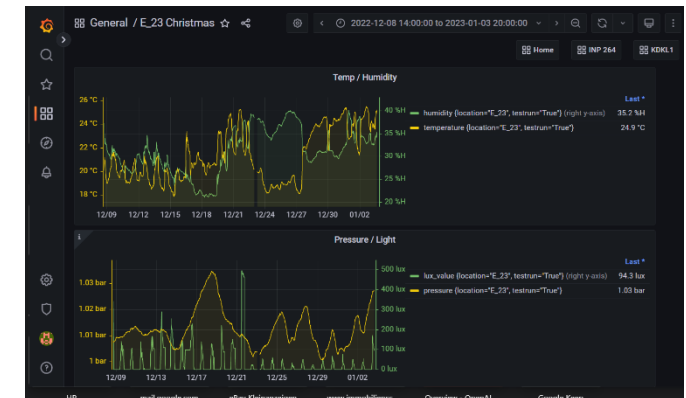 General / E_23 Christmas
2022-12-08 14:00:00 to 2023-01-03 20:00:00
Home
INP 264
KDKL1
Temp / Humidity
26 °C
24 °C
22 °C
20 °C
18 °C
40 %H
35 %H
30 %H
25 %H
20 %H
12/09 12/12 12/15 12/18 12/21 12/24 12/27 12/30 01/02
Last *
humidity {location="E_23", testrun="True"} (right y-axis) 35.2 %H
temperature {location="E_23", testrun="True"} 24.9 °C
i
Pressure / Light
1.03 bar
1.02 bar
1.01 bar
1 bar
500 lux
400 lux
300 lux
200 lux
100 lux
0 lux
12/09 12/13 12/17 12/21 12/25 12/29 01/02
Last *
lux_value {location="E_23", testrun="True"} (right y-axis) 94.3 lux
pressure {location="E_23", testrun="True"} 1.03 bar